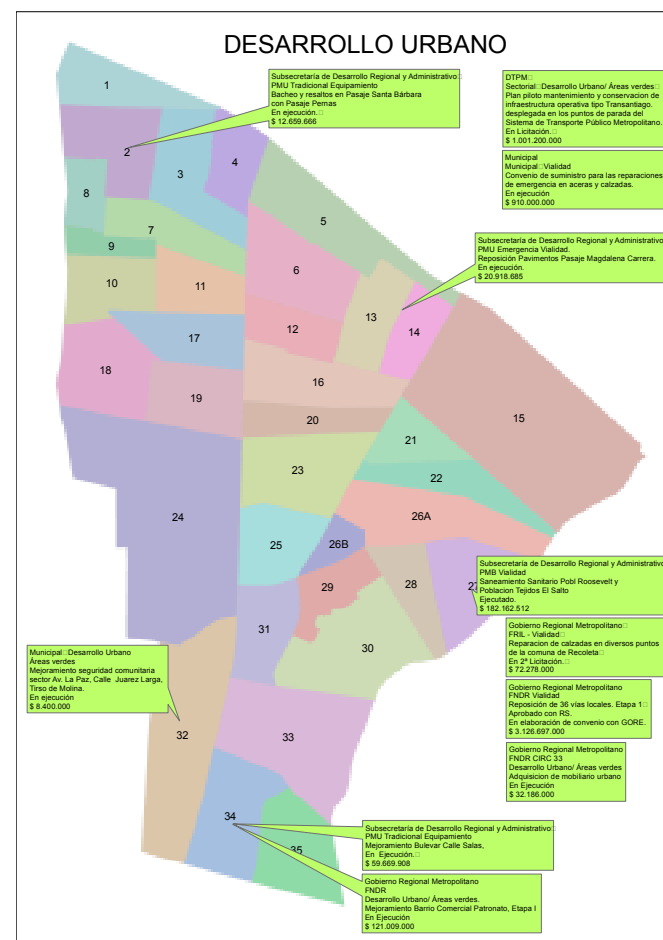 DESARROLLO URBANO
Subsecretaría de Desarrollo Regional y Administrativo
PMU Tradicional Equipamiento
Bacheo y resaltos en Pasaje Santa Bárbara
con Pasaje Pernas
En ejecución.
$ 12.659.666
DTPM
Sectorial Desarrollo Urbano/ Áreas verdes
Plan piloto mantenimiento y conservacion de
infraestructura operativa tipo Transantiago.
desplegada en los puntos de parada del
Sistema de Transporte Público Metropolitano.
En Licitación.
$ 1.001.200.000
Municipal
Municipal Vialidad
Convenio de suministro para las reparaciones
de emergencia en aceras y calzadas.
En ejecución
$ 910.000.000
Subsecretaría de Desarrollo Regional y Administrativo
PMU Emergencia Vialidad.
Reposición Pavimentos Pasaje Magdalena Carrera.
En ejecución.
$ 20.918.685
1
2
3
4
5
6
7
8
9
10
11
12
13
14
15
16
17
18
19
20
21
22
23
24
25
26A
26B
27
28
29
30
31
32
33
34
35
Subsecretaría de Desarrollo Regional y Administrativo
PMB Vialidad
Saneamiento Sanitario Pobl Roosevelt y
Poblacion Tejidos El Salto
Ejecutado.
$ 182.162.512
Gobierno Regional Metropolitano
FRIL - Vialidad
Reparacion de calzadas en diversos puntos
de la comuna de Recoleta
En 2ª Licitación.
$ 72.278.000
Municipal Desarrollo Urbano
Áreas verdes
Mejoramiento seguridad comunitaria
sector Av. La Paz, Calle Juarez Larga,
Tirso de Molina.
En ejecución
$ 8.400.000
Gobierno Regional Metropolitano
FNDR Vialidad
Reposición de 36 vías locales. Etapa 1
Aprobado con RS.
En elaboración de convenio con GORE.
$ 3.126.697.000
Gobierno Regional Metropolitano
FNDR CIRC 33
Desarrollo Urbano/ Áreas verdes
Adquisicion de mobiliario urbano
En Ejecución
$ 32.186.000
Subsecretaría de Desarrollo Regional y Administrativo
PMU Tradicional Equipamiento
Mejoramiento Bulevar Calle Salas,
En Ejecución.
$ 59.669.908
Gobierno Regional Metropolitano
FNDR
Desarrollo Urbano/ Áreas verdes.
Mejoramiento Barrio Comercial Patronato, Etapa I
En Ejecución
$ 121.009.000